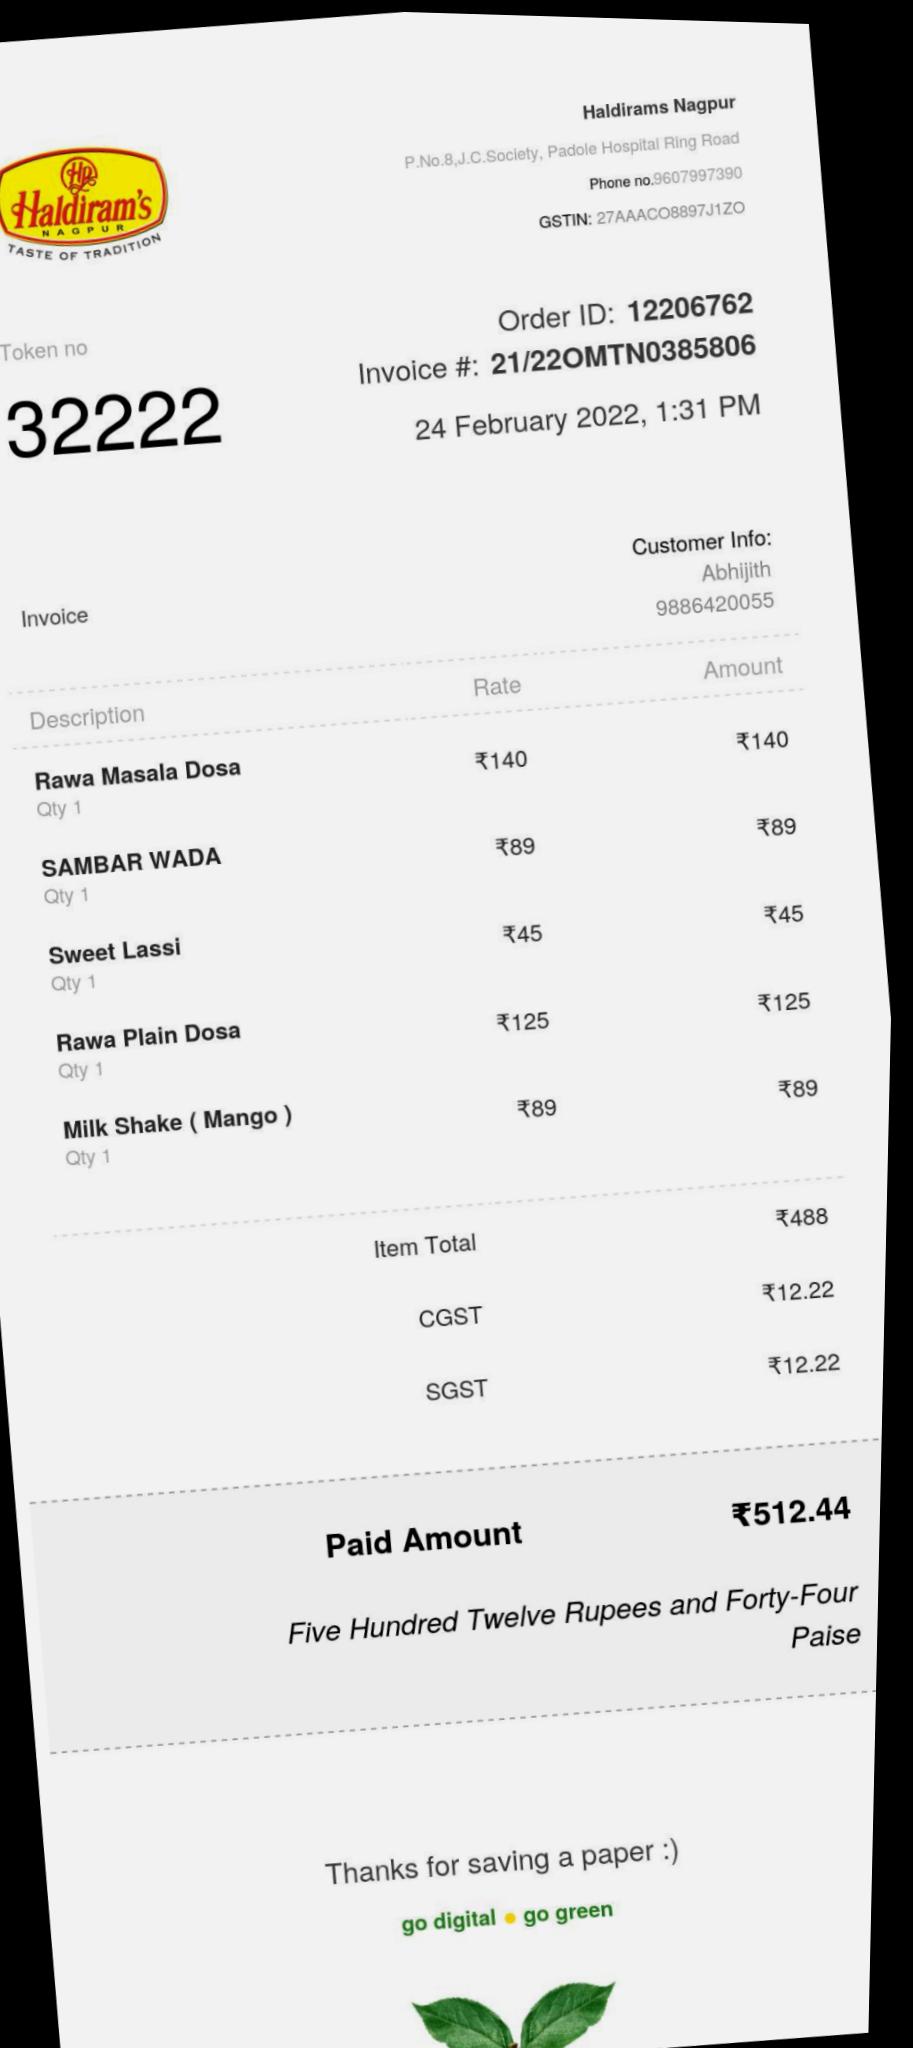 Haldirams Nagpur
P.No.8,J.C.Society, Padole Hospital Ring Road
Phone no.9607997390
GSTIN: 27AAACO8897J1ZO
HR
Haldiram's
NAGPUR
TASTE OF TRADITION
Order ID: 12206762
Invoice #: 21/22OMTN0385806
24 February 2022, 1:31 PM
Token no
32222
Customer Info:
Abhijith
9886420055
Invoice
Description Rate Amount
Rawa Masala Dosa ₹140 ₹140
Qty 1
SAMBAR WADA ₹89 ₹89
Qty 1
Sweet Lassi ₹45 ₹45
Qty 1
Rawa Plain Dosa ₹125 ₹125
Qty 1
Milk Shake ( Mango ) ₹89 ₹89
Qty 1
Item Total ₹488
CGST ₹12.22
SGST ₹12.22
Paid Amount ₹512.44
Five Hundred Twelve Rupees and Forty-Four
Paise
Thanks for saving a paper :)
go digital ● go green